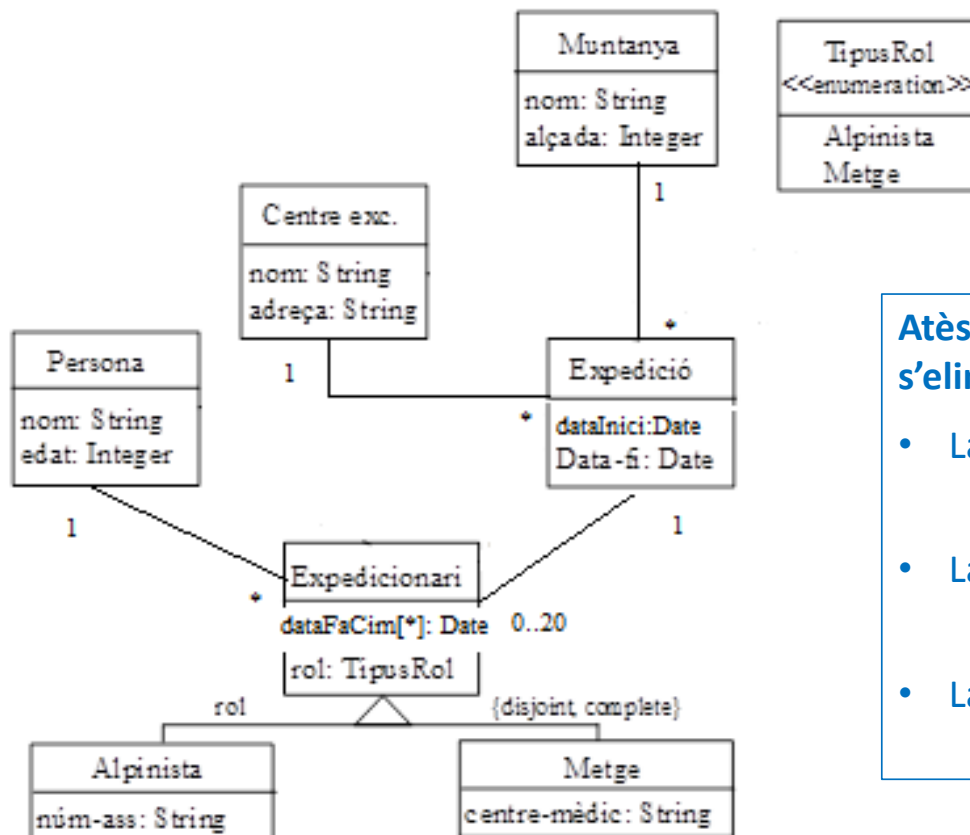 Muntanya
nom: String
alçada: Integer
TipusRol
<<enumeration>>
Alpinista
Metge
1
Centre exc.
nom: String
adreça: String
1
*
Expedició
dataInici:Date
Data-fi: Date
*
Persona
nom: String
edat: Integer
1
1
Expedicionari
dataFaCim[*]: Date
rol: TipusRol
*
0..20
rol
{disjoint, complete}
Alpinista
núm-ass: String
Metge
centre-mèdic: String
Atès
s’elir
• La
• La
• La